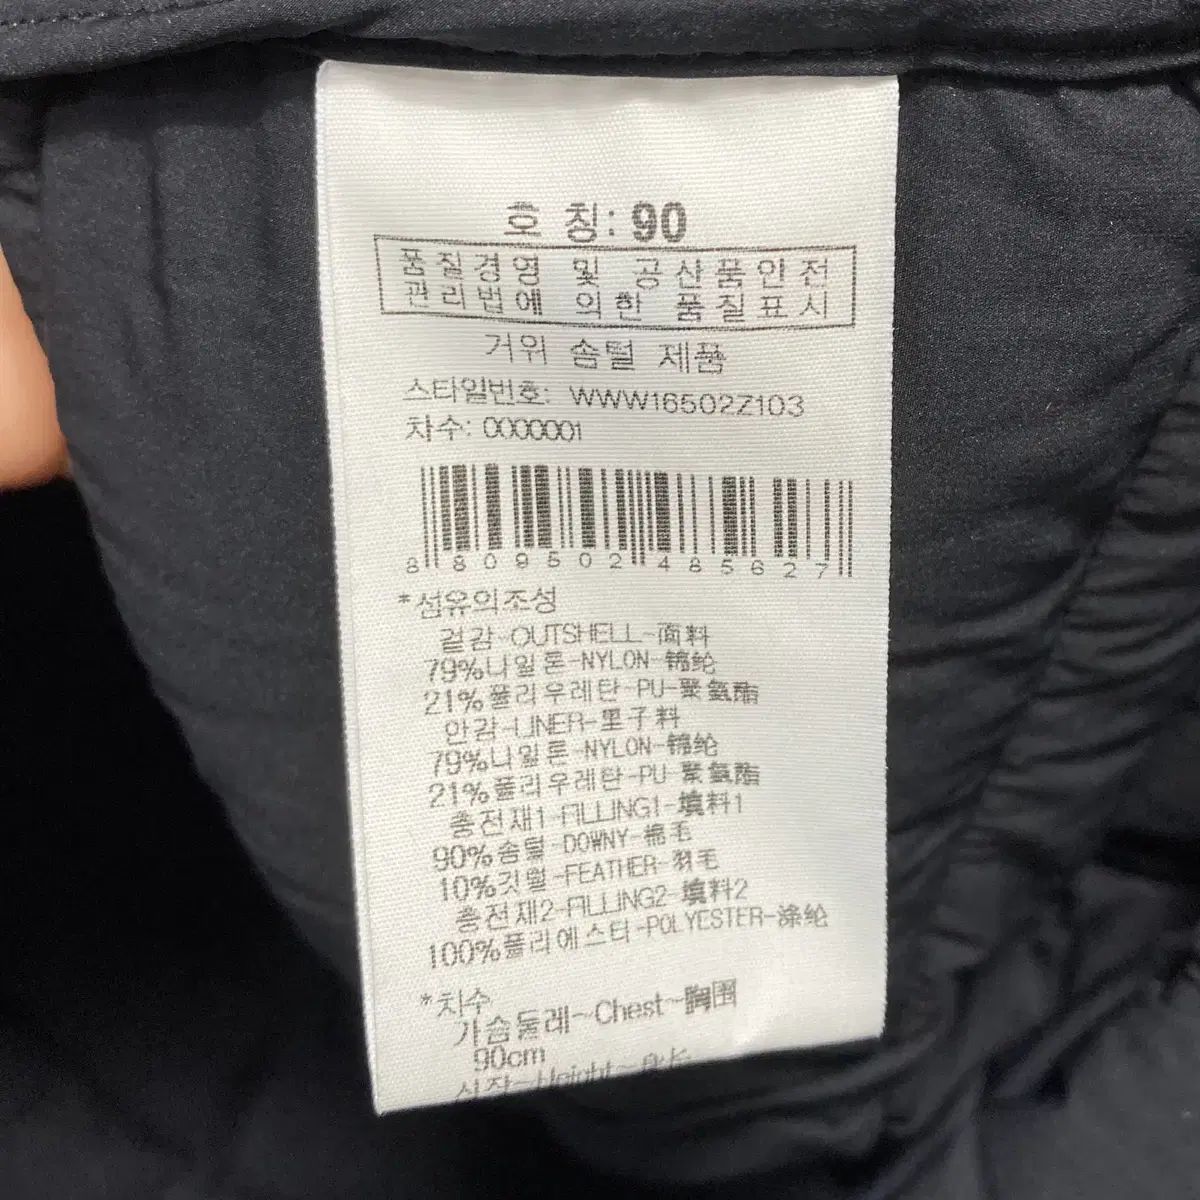 호 칭: 90
품질경영 및 공산품안전
관리법에 의한 품질표시
거위 솜털 제품
스타일번호: WWW16502Z103
차수: 0000001
8 809502 485627
*섬유의조성
겉감-OUTSHELL-面料
79%나일론-NYLON-锦纶
21%폴리우레탄-PU-聚氨酯
안감-LINER-里子料
79%나일론-NYLON-锦纶
21%폴리우레탄-PU-聚氨酯
충전재1-FILLING1-填料1
90%솜털-DOWNY-棉毛
10%깃털-FEATHER-羽毛
충전재2-FILLING2-填料2
100%폴리에스터-POLYESTER-涤纶
*치수
가슴둘레~Chest~胸围
90cm
신장~Height~身长